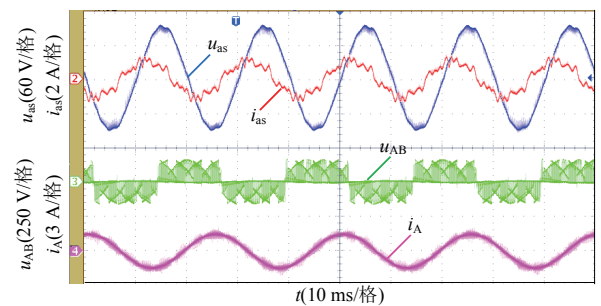 T
u_as(60 V/格)
i_as(2 A/格)
2
u_as
i_as
u_AB(250 V/格)
i_A(3 A/格)
3
u_AB
4
i_A
t(10 ms/格)